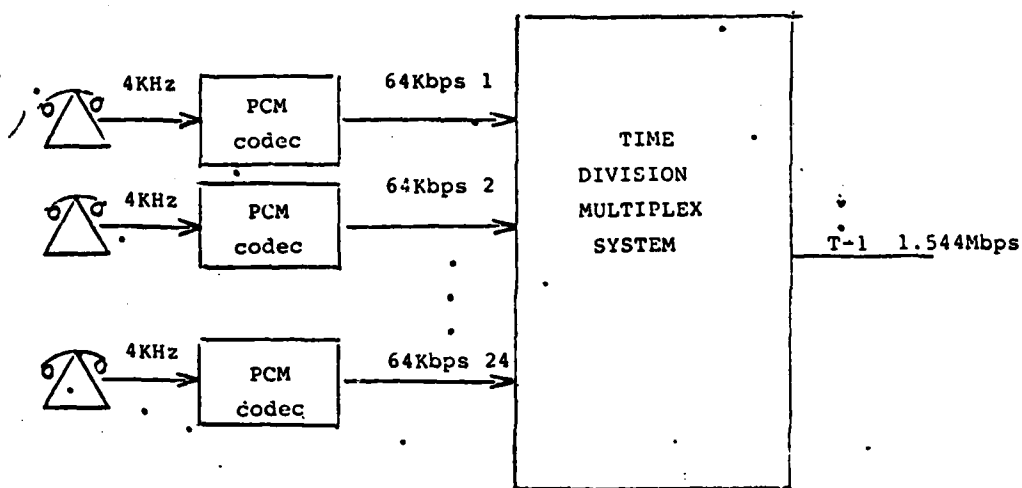 4KHz
PCM
codec
64Kbps 1
4KHz
PCM
codec
64Kbps 2
4KHz
PCM
codec
64Kbps 24
TIME
DIVISION
MULTIPLEX
SYSTEM
T-1 1.544Mbps